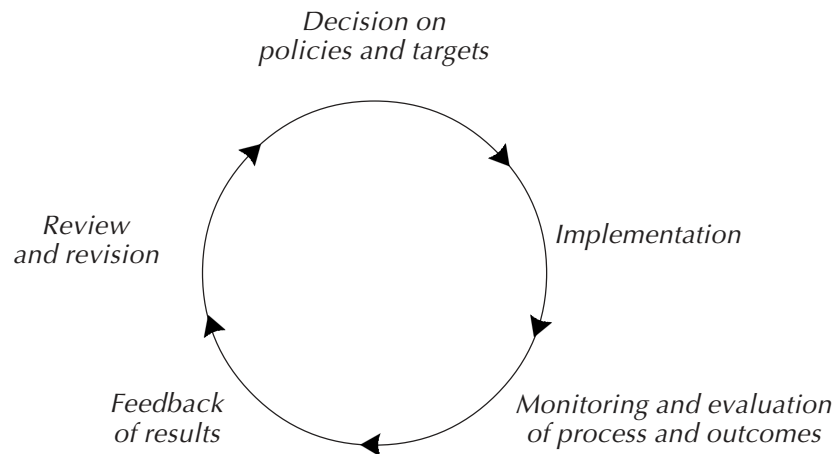 Decision on
policies and targets
Implementation
Monitoring and evaluation
of process and outcomes
Feedback
of results
Review
and revision